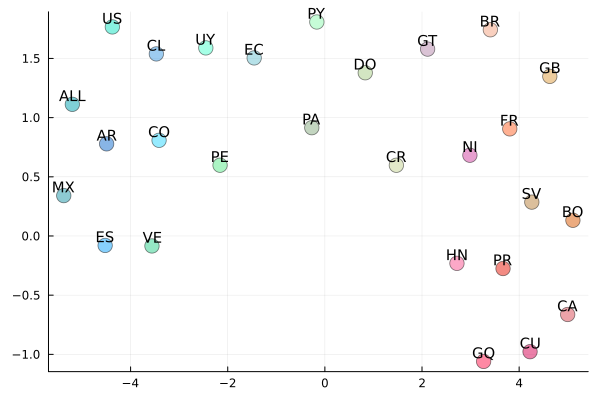 PY
US
BR
CL
UY
EC
GT
1.5
DO
GB
ALL
1.0
PA
FR
AR
CO
NI
PE
CR
0.5
MX
SV
BO
ES
VE
0.0
HN
PR
−0.5
CA
CU
GQ
−1.0
−4
−2
0
2
4